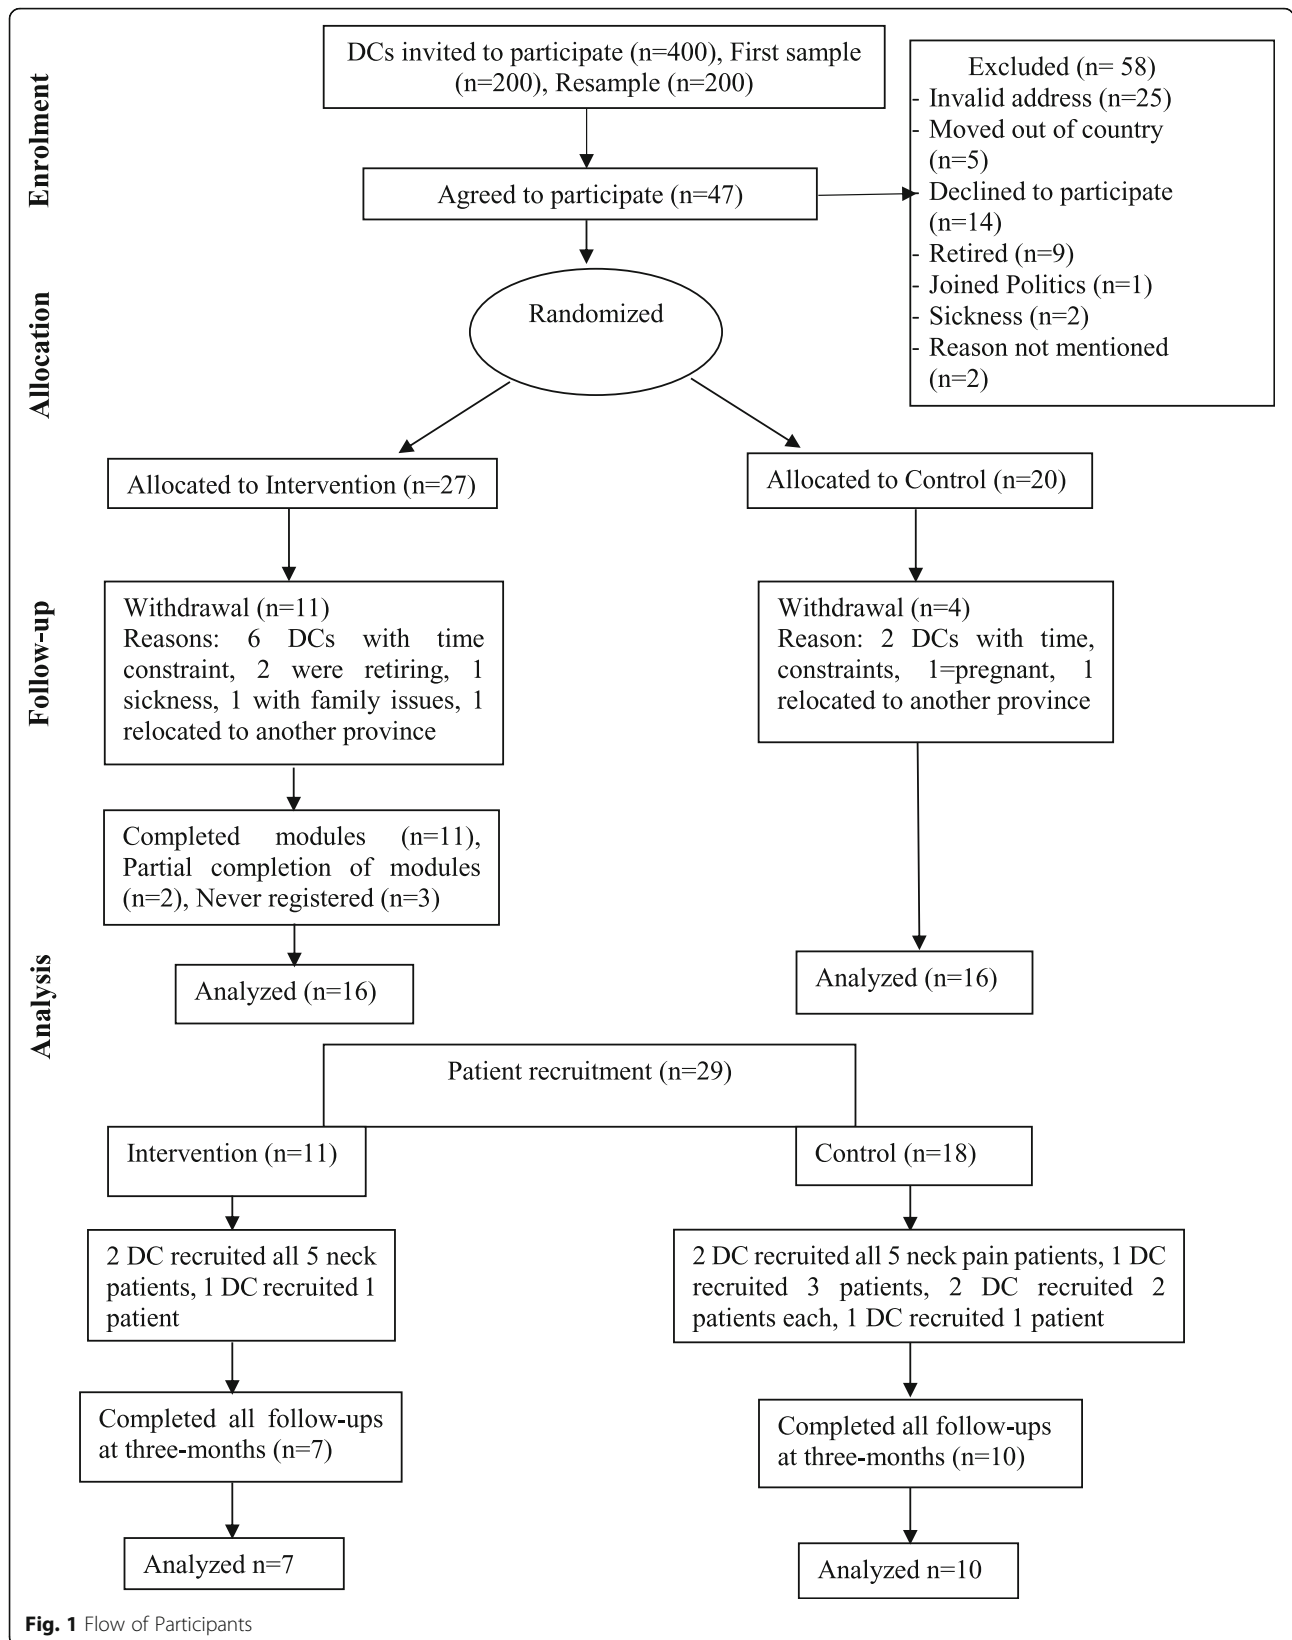 Enrolment
DCs invited to participate (n=400), First sample
(n=200), Resample (n=200)
Agreed to participate (n=47)
Excluded (n= 58)
- Invalid address (n=25)
- Moved out of country
(n=5)
- Declined to participate
(n=14)
- Retired (n=9)
- Joined Politics (n=1)
- Sickness (n=2)
- Reason not mentioned
(n=2)
Allocation
Randomized
Allocated to Intervention (n=27)
Allocated to Control (n=20)
Follow-up
Withdrawal (n=11)
Reasons: 6 DCs with time
constraint, 2 were retiring, 1
sickness, 1 with family issues, 1
relocated to another province
Withdrawal (n=4)
Reason: 2 DCs with time,
constraints, 1=pregnant, 1
relocated to another province
Completed modules (n=11),
Partial completion of modules
(n=2), Never registered (n=3)
Analysis
Analyzed (n=16)
Analyzed (n=16)
Patient recruitment (n=29)
Intervention (n=11)
Control (n=18)
2 DC recruited all 5 neck
patients, 1 DC recruited 1
patient
2 DC recruited all 5 neck pain patients, 1 DC
recruited 3 patients, 2 DC recruited 2
patients each, 1 DC recruited 1 patient
Completed all follow-ups
at three-months (n=7)
Completed all follow-ups
at three-months (n=10)
Analyzed n=7
Analyzed n=10
Fig. 1 Flow of Participants